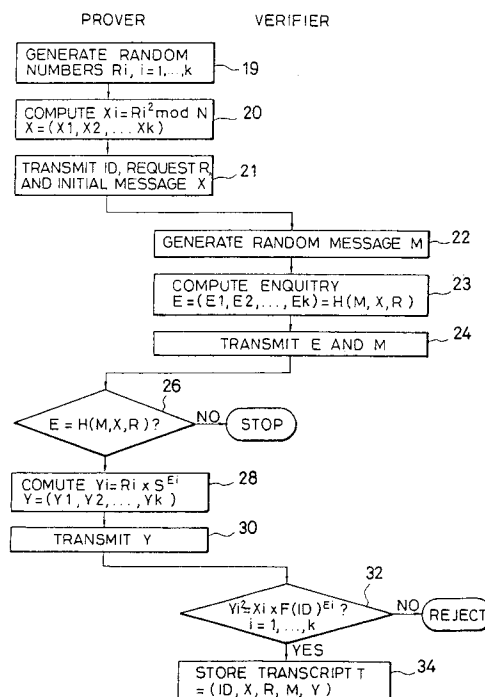 PROVER VERIFIER
GENERATE RANDOM
NUMBERS Ri, i=1,...,k
19
COMPUTE Xi=Ri² mod N
X=(X1, X2, ... Xk)
20
TRANSMIT ID, REQUEST R,
AND INITIAL MESSAGE X
21
GENERATE RANDOM MESSAGE M
22
COMPUTE ENQUITRY
E=(E1, E2, ..., Ek)=H(M, X, R)
23
TRANSMIT E AND M
24
26
E = H(M,X,R)?
NO
STOP
COMUTE Yi=Ri x S^Ei
Y=(Y1, Y2, ..., Yk)
28
TRANSMIT Y
30
32
Yi²=Xi x F(ID)^Ei ?
i = 1, ..., k
NO
REJECT
YES
STORE TRANSCRIPT T
= (ID, X, R, M, Y)
34